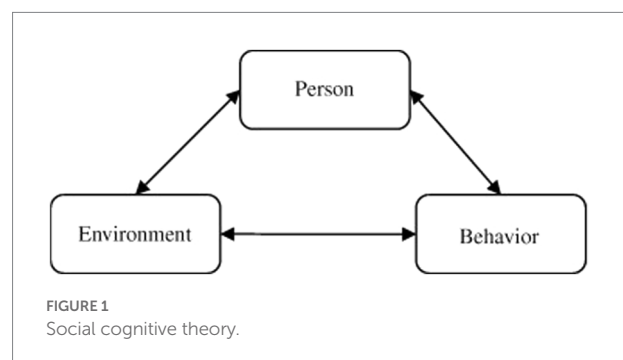 Person
Environment
Behavior
FIGURE 1
Social cognitive theory.